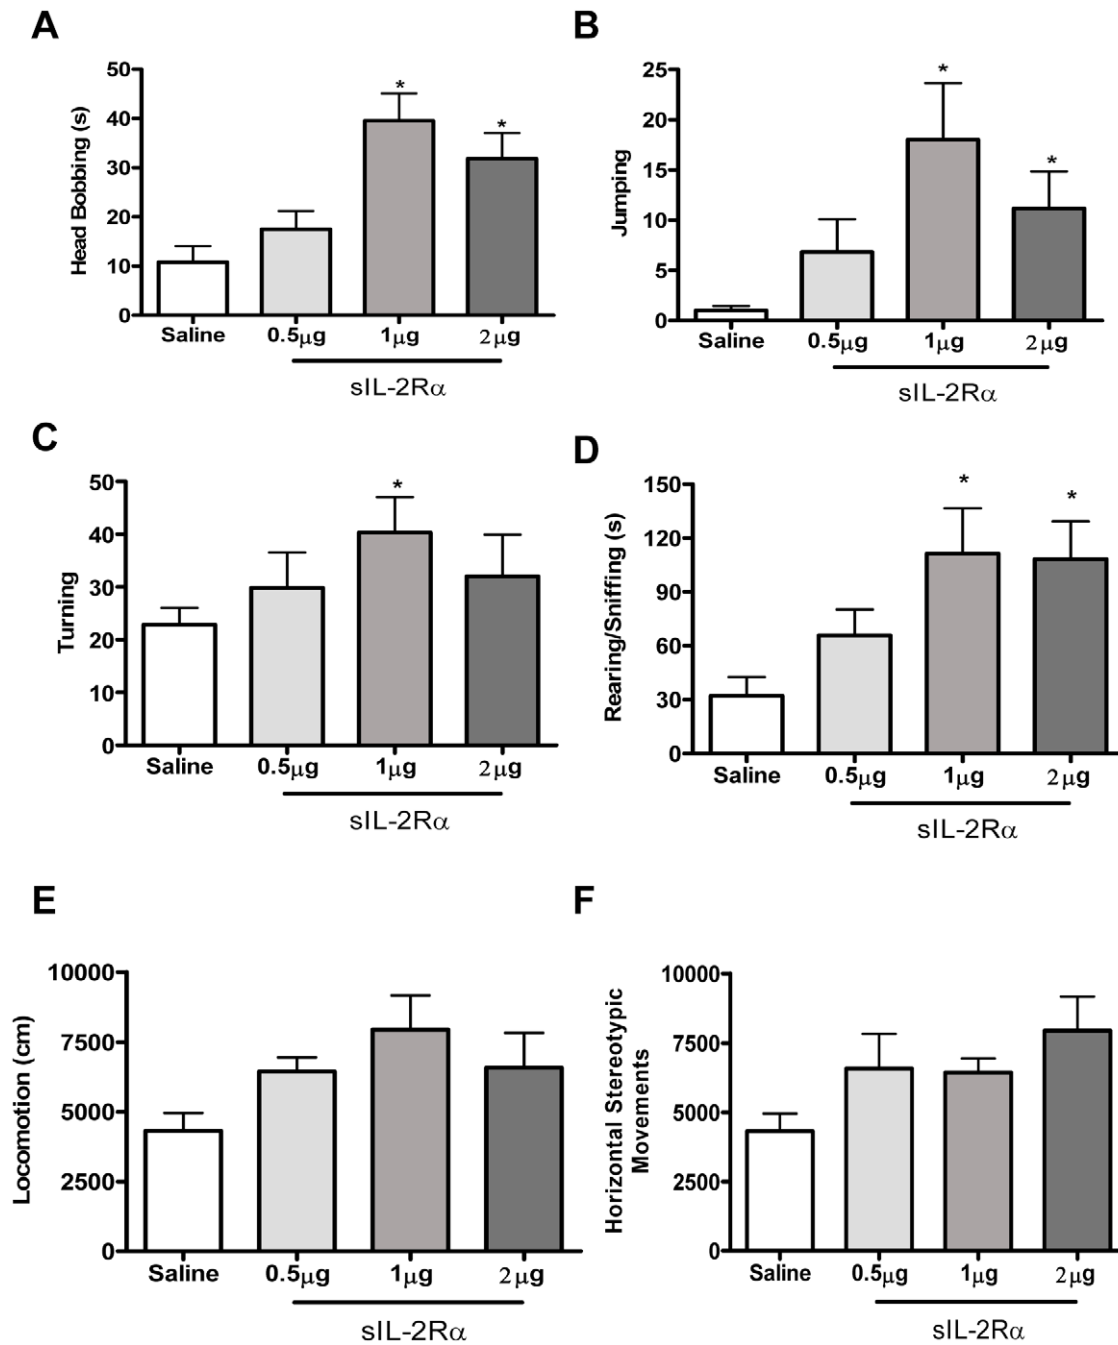 A
Head Bobbing (s)
50
40
30
20
10
0
*
*
Saline 0.5μg 1μg 2μg
sIL-2Rα
B
Jumping
25
20
15
10
5
0
*
*
Saline 0.5μg 1μg 2μg
sIL-2Rα
C
Turning
50
40
30
20
10
0
*
Saline 0.5μg 1μg 2μg
sIL-2Rα
D
Rearing/Sniffing (s)
150
120
90
60
30
0
*
*
Saline 0.5μg 1μg 2μg
sIL-2Rα
E
Locomotion (cm)
10000
7500
5000
2500
0
Saline 0.5μg 1μg 2μg
sIL-2Rα
F
Horizontal Stereotypic
Movements
10000
7500
5000
2500
0
Saline 0.5μg 1μg 2μg
sIL-2Rα